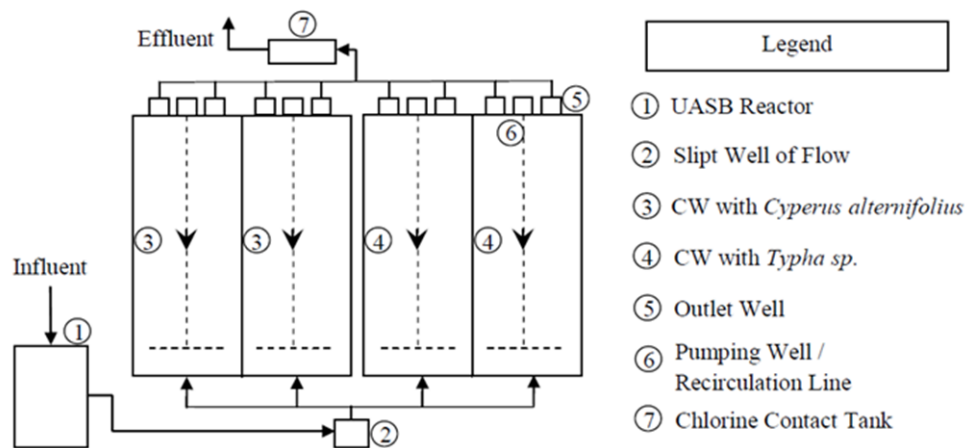 ⑦
Effluent
⑤
⑥
③
③
④
④
Influent
①
②
Legend
① UASB Reactor
② Slipt Well of Flow
③ CW with Cyperus alternifolius
④ CW with Typha sp.
⑤ Outlet Well
⑥ Pumping Well /
Recirculation Line
⑦ Chlorine Contact Tank